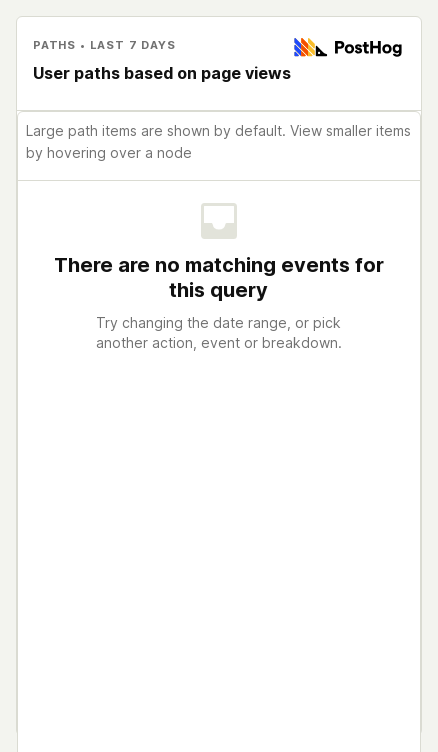 PATHS • LAST 7 DAYS
PostHog
User paths based on page views
Large path items are shown by default. View smaller items
by hovering over a node
There are no matching events for
this query
Try changing the date range, or pick
another action, event or breakdown.